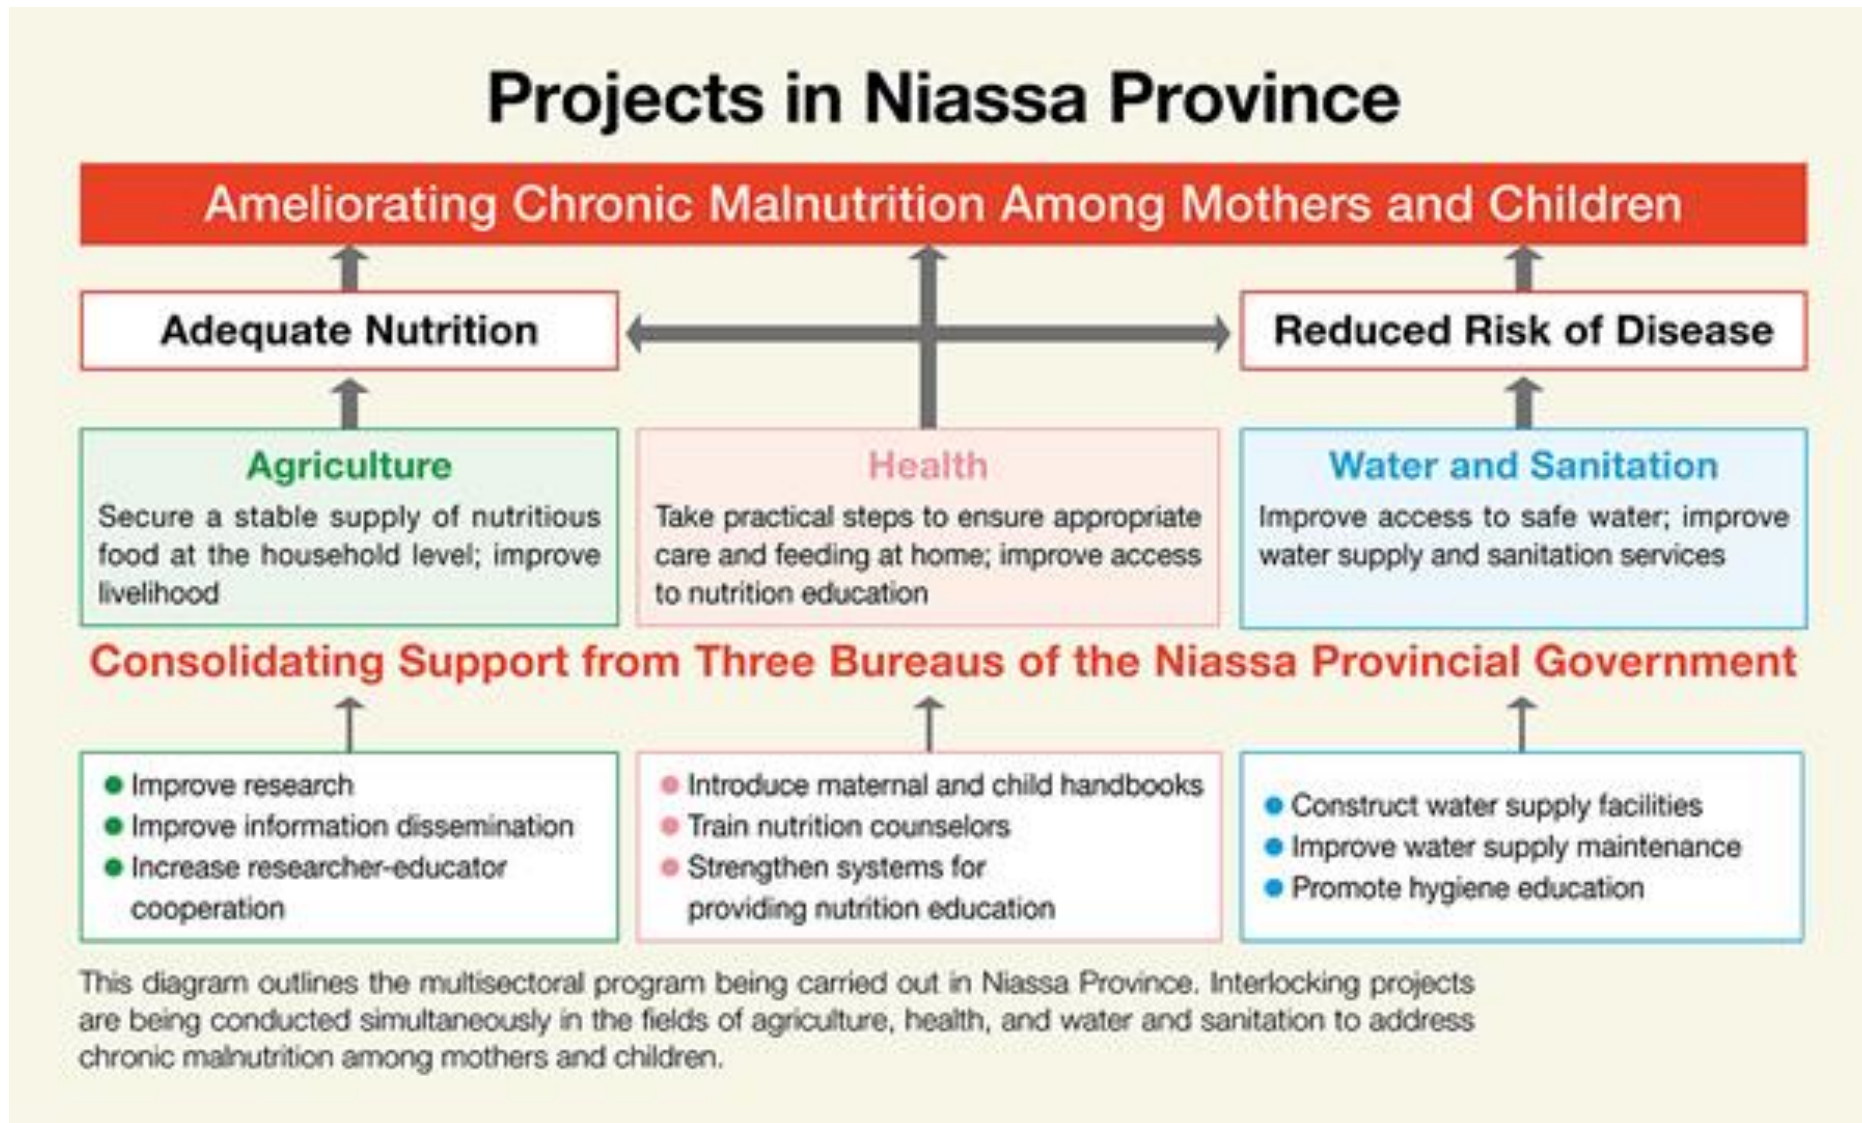 Projects in Niassa Province
Ameliorating Chronic Malnutrition Among Mothers and Children
Adequate Nutrition
Reduced Risk of Disease
Agriculture
Secure a stable supply of nutritious
food at the household level; improve
livelihood
Health
Take practical steps to ensure appropriate
care and feeding at home; improve access
to nutrition education
Water and Sanitation
Improve access to safe water; improve
water supply and sanitation services
Consolidating Support from Three Bureaus of the Niassa Provincial Government
● Improve research
● Improve information dissemination
● Increase researcher-educator
cooperation
● Introduce maternal and child handbooks
● Train nutrition counselors
● Strengthen systems for
providing nutrition education
● Construct water supply facilities
● Improve water supply maintenance
● Promote hygiene education
This diagram outlines the multisectoral program being carried out in Niassa Province. Interlocking projects
are being conducted simultaneously in the fields of agriculture, health, and water and sanitation to address
chronic malnutrition among mothers and children.